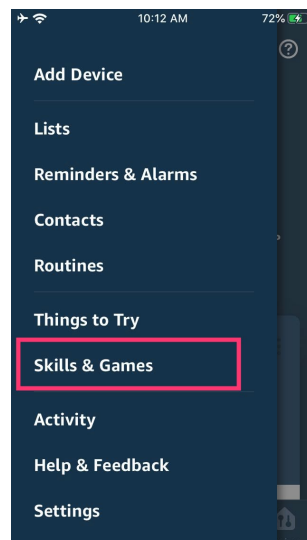 10:12 AM
72%
Add Device
Lists
Reminders & Alarms
Contacts
Routines
Things to Try
Skills & Games
Activity
Help & Feedback
Settings